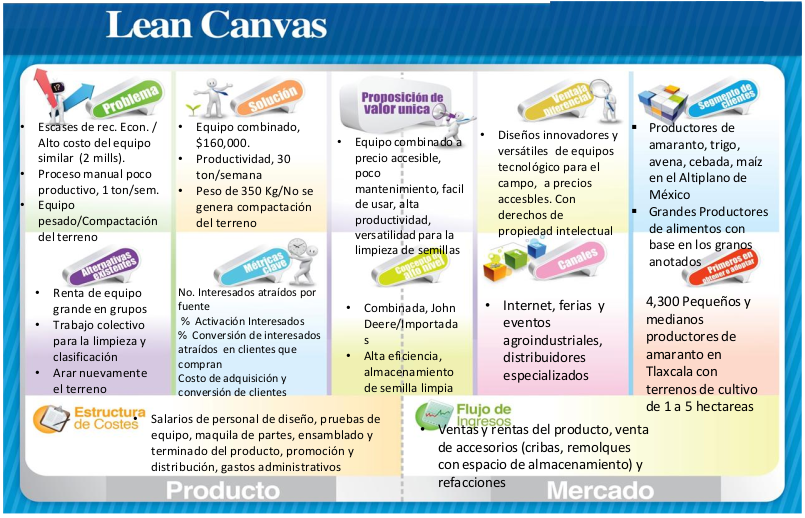 Lean Canvas
Problema
• Escases de rec. Econ. /
Alto costo del equipo
similar (2 mills).
• Proceso manual poco
productivo, 1 ton/sem.
• Equipo
pesado/Compactación
del terreno
Solución
• Equipo combinado,
$160,000.
• Productividad, 30
ton/semana
• Peso de 350 Kg/No se
genera compactación
del terreno
Proposición de
valor unica
• Equipo combinado a
precio accesible,
poco
mantenimiento, facil
de usar, alta
productividad,
versatilidad para la
limpieza de semillas
Ventaja
diferencial
• Diseños innovadores y
versátiles de equipos
tecnológico para el
campo, a precios
accesbles. Con
derechos de
propiedad intelectual
Segmento de
clientes
▪ Productores de
amaranto, trigo,
avena, cebada, maíz
en el Altiplano de
México
▪ Grandes Productores
de alimentos con
base en los granos
anotados
Alternativas
existentes
• Renta de equipo
grande en grupos
• Trabajo colectivo
para la limpieza y
clasificación
• Arar nuevamente
el terreno
Métricas
clave
No. Interesados atraídos por
fuente
% Activación Interesados
% Conversión de interesados
atraídos en clientes que
compran
Costo de adquisición y
conversión de clientes
Concepto de
alto nivel
• Combinada, John
Deere/Importada
s
• Alta eficiencia,
almacenamiento
de semilla limpia
Canales
• Internet, ferias y
eventos
agroindustriales,
distribuidores
especializados
Primeros en
obtener o adoptar
4,300 Pequeños y
medianos
productores de
amaranto en
Tlaxcala con
terrenos de cultivo
de 1 a 5 hectareas
Estructura
de Costes
• Salarios de personal de diseño, pruebas de
equipo, maquila de partes, ensamblado y
terminado del producto, promoción y
distribución, gastos administrativos
Flujo de
Ingresos
• Ventas y rentas del producto, venta
de accesorios (cribas, remolques
con espacio de almacenamiento) y
refacciones
Producto
Mercado